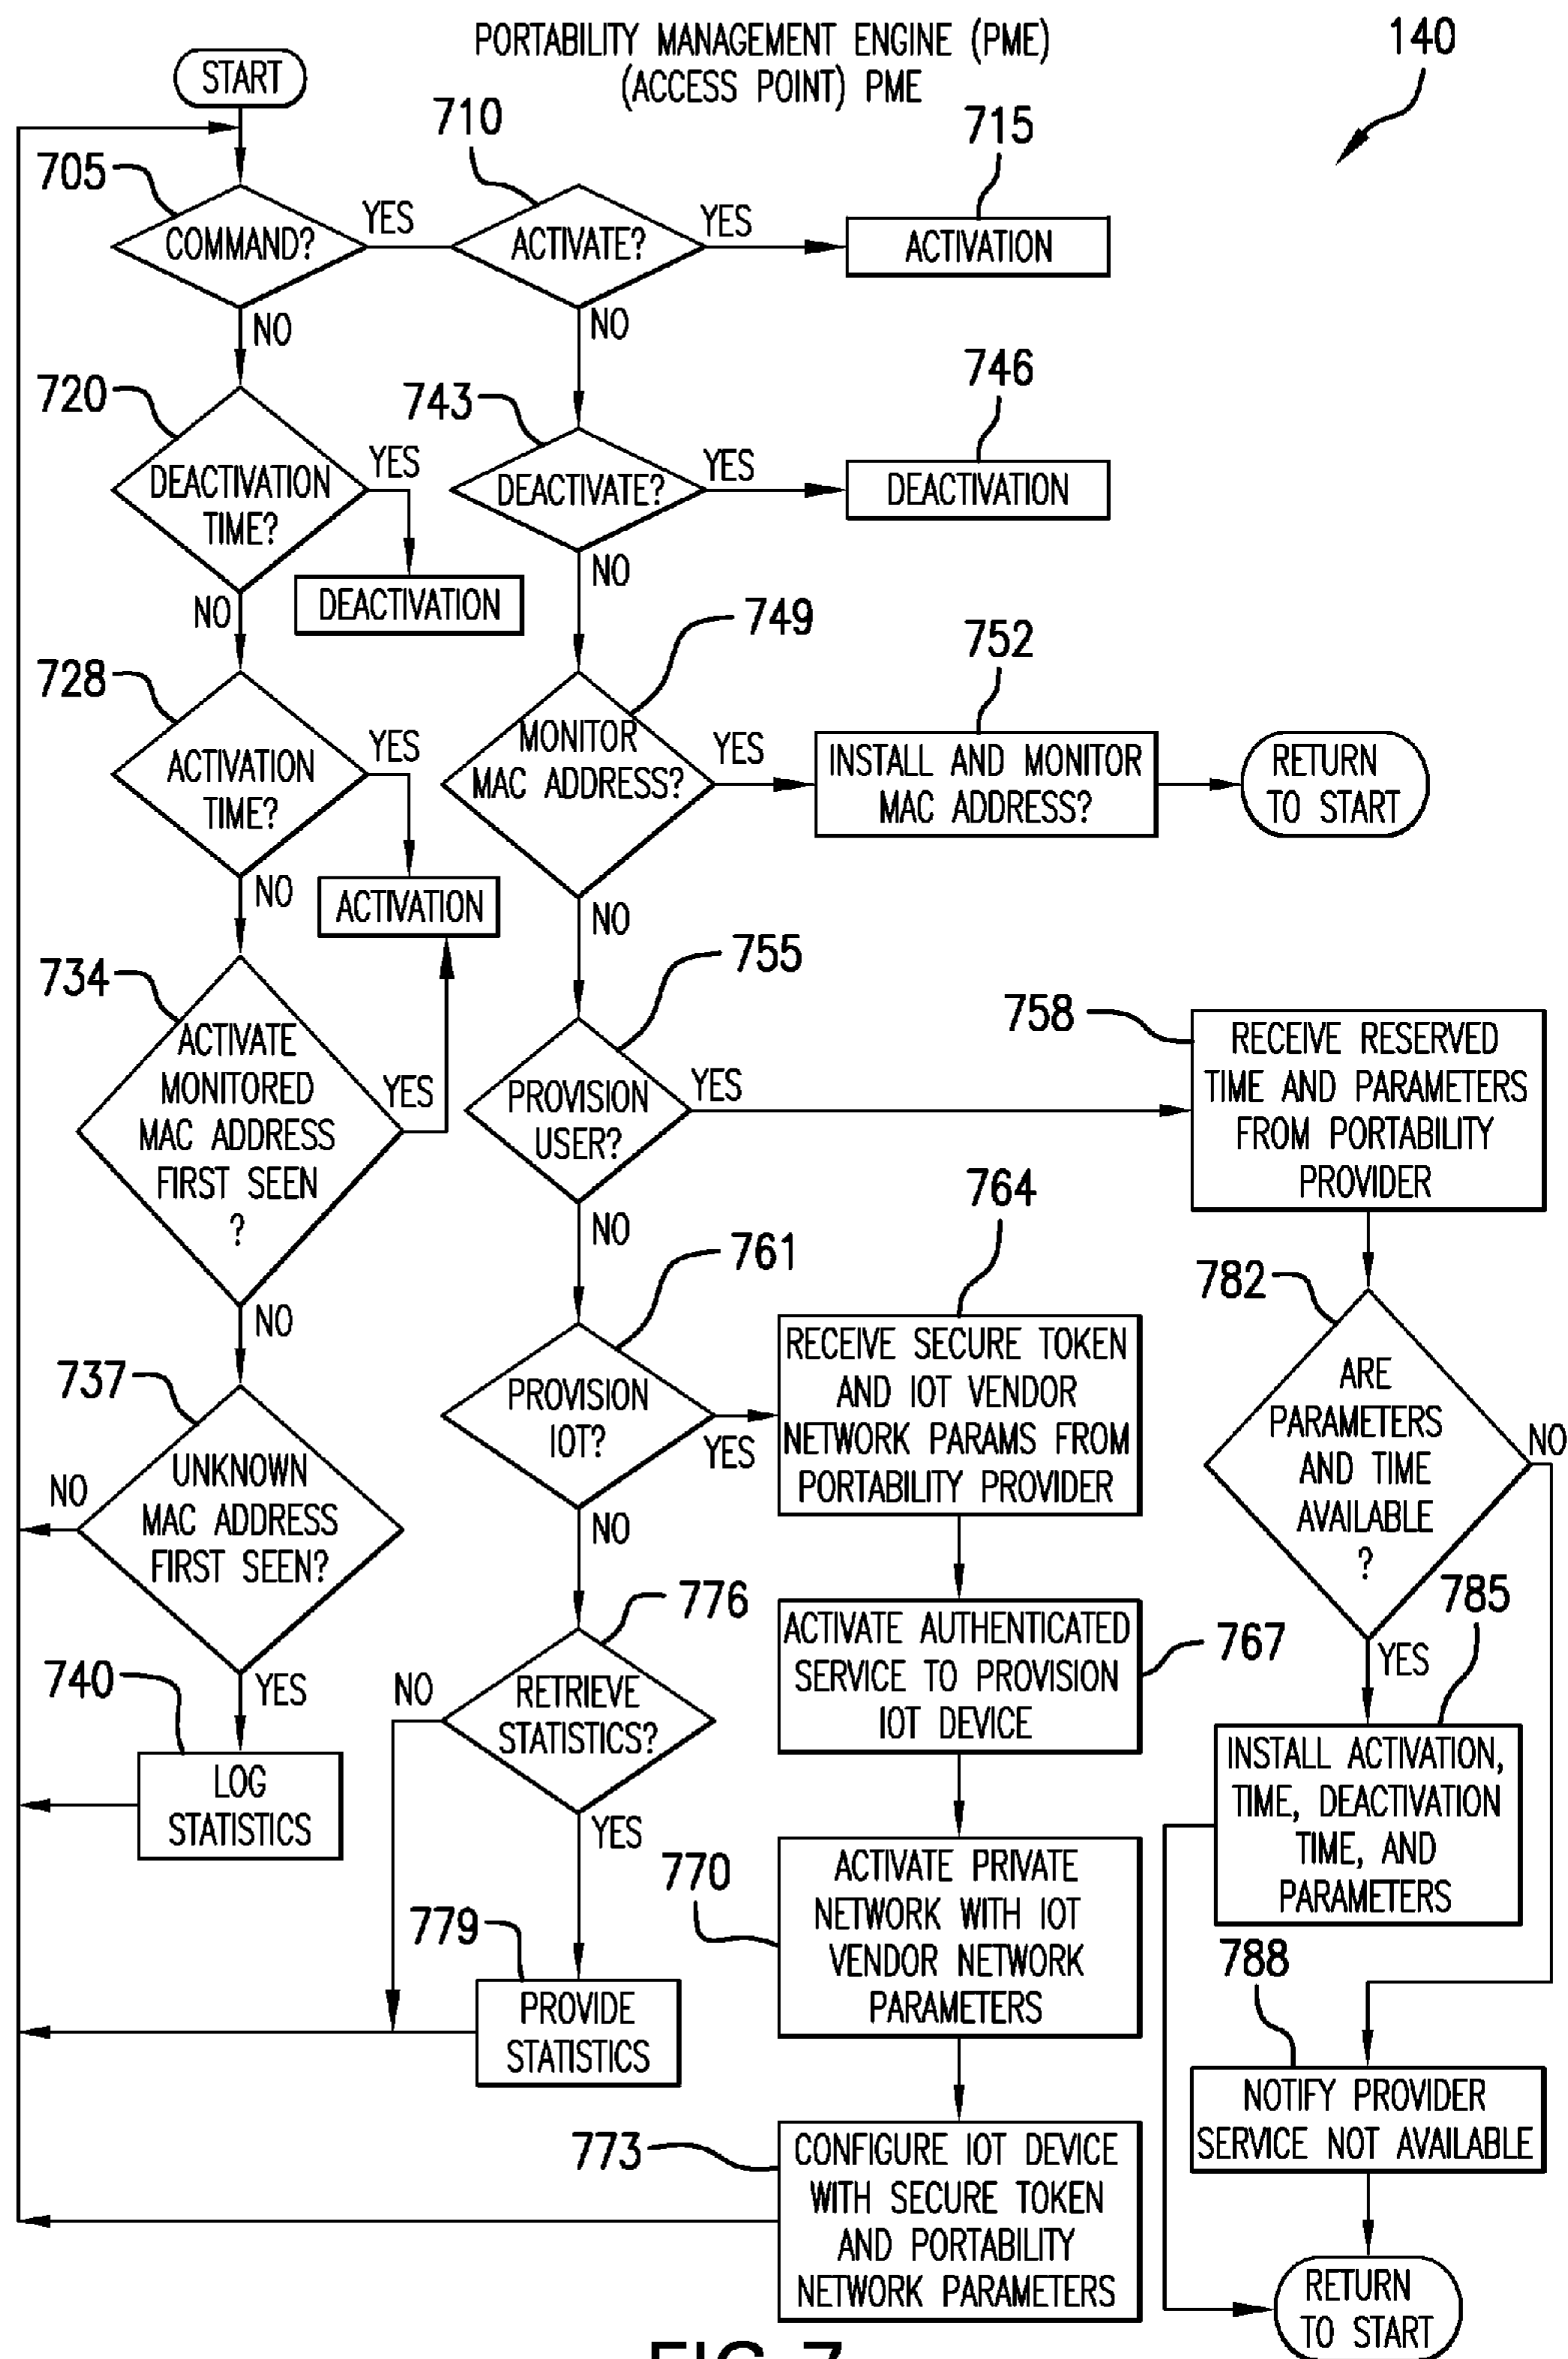 PORTABILITY MANAGEMENT ENGINE (PME)
(ACCESS POINT) PME
140
START
705
COMMAND?
YES
NO
710
ACTIVATE?
YES
NO
715
ACTIVATION
720
DEACTIVATION
TIME?
YES
NO
DEACTIVATION
743
DEACTIVATE?
YES
NO
746
DEACTIVATION
728
ACTIVATION
TIME?
YES
NO
ACTIVATION
749
MONITOR
MAC ADDRESS?
YES
NO
752
INSTALL AND MONITOR
MAC ADDRESS?
RETURN
TO START
734
ACTIVATE
MONITORED
MAC ADDRESS
FIRST SEEN
?
YES
NO
755
PROVISION
USER?
YES
NO
758
RECEIVE RESERVED
TIME AND PARAMETERS
FROM PORTABILITY
PROVIDER
737
UNKNOWN
MAC ADDRESS
FIRST SEEN?
NO
YES
740
LOG
STATISTICS
761
PROVISION
IOT?
YES
NO
764
RECEIVE SECURE TOKEN
AND IOT VENDOR
NETWORK PARAMS FROM
PORTABILITY PROVIDER
767
ACTIVATE AUTHENTICATED
SERVICE TO PROVISION
IOT DEVICE
770
ACTIVATE PRIVATE
NETWORK WITH IOT
VENDOR NETWORK
PARAMETERS
773
CONFIGURE IOT DEVICE
WITH SECURE TOKEN
AND PORTABILITY
NETWORK PARAMETERS
776
RETRIEVE
STATISTICS?
NO
YES
779
PROVIDE
STATISTICS
782
ARE
PARAMETERS
AND TIME
AVAILABLE
?
NO
YES
785
INSTALL ACTIVATION,
TIME, DEACTIVATION
TIME, AND
PARAMETERS
788
NOTIFY PROVIDER
SERVICE NOT AVAILABLE
RETURN
TO START
FIG. 7